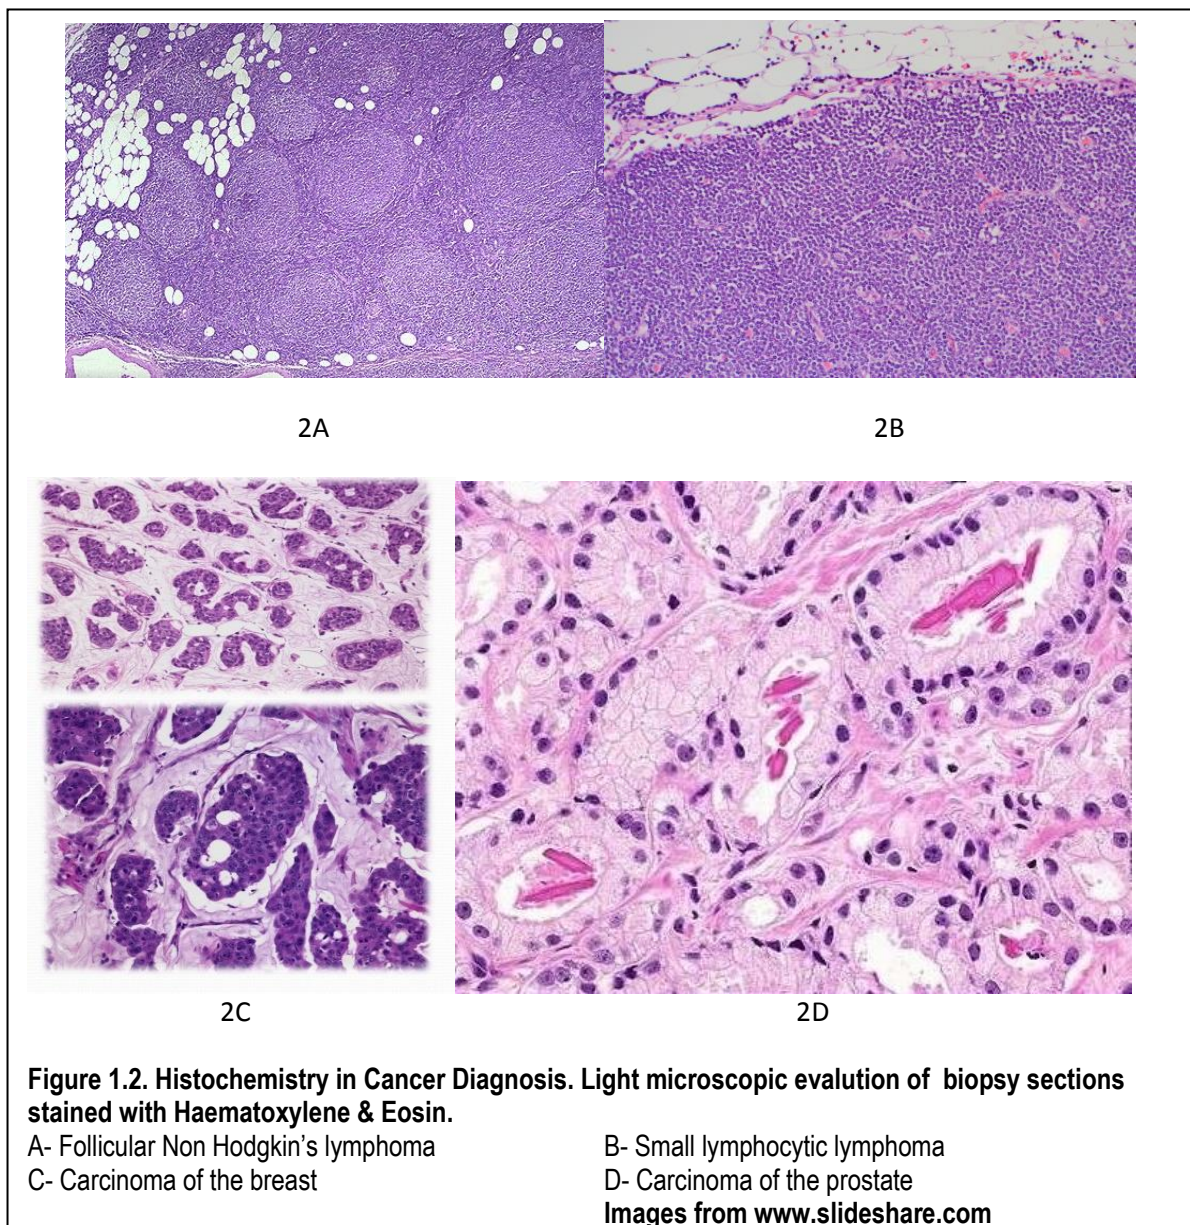 2A
2B
2C
2D
Figure 1.2. Histochemistry in Cancer Diagnosis. Light microscopic evalution of biopsy sections
stained with Haematoxylene & Eosin.
A- Follicular Non Hodgkin's lymphoma
B- Small lymphocytic lymphoma
C- Carcinoma of the breast
D- Carcinoma of the prostate
Images from www.slideshare.com